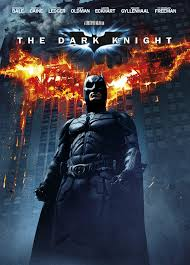 BALE CAINE LEDGER OLDMAN ECKHART GYLLENHAAL FREEMAN
THE DARK KNIGHT